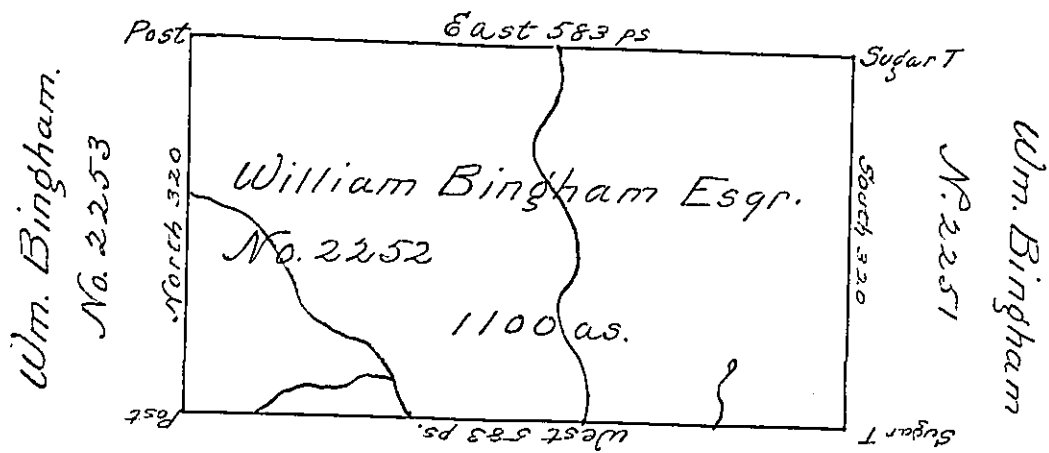 East 583 ps
Post
Sugar T
Wm. Bingham.
No. 2253
North 320
William Bingham Esqr.
No. 2252
1100 as.
South 320
N. 2251
Wm. Bingham
Post
West 583 ps.
Sugar T